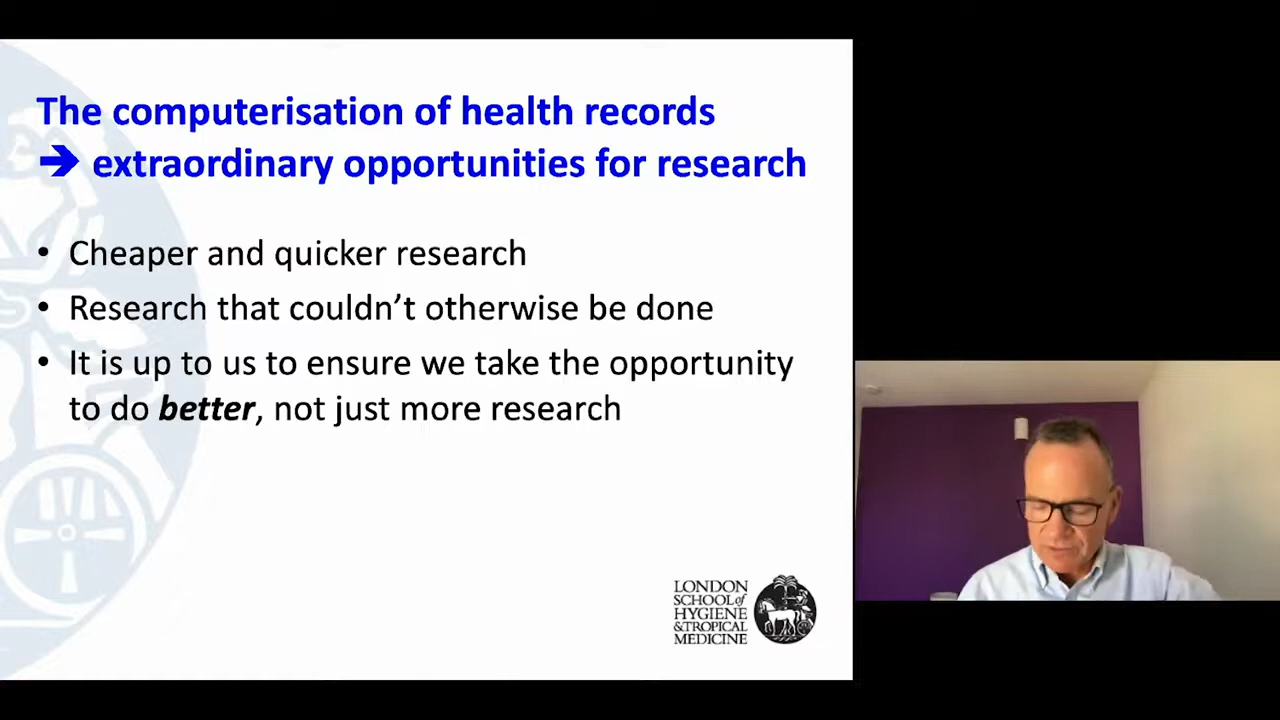 The computerisation of health records
➔ extraordinary opportunities for research
• Cheaper and quicker research
• Research that couldn’t otherwise be done
• It is up to us to ensure we take the opportunity
to do better, not just more research
LONDON
SCHOOL of
HYGIENE
& TROPICAL
MEDICINE